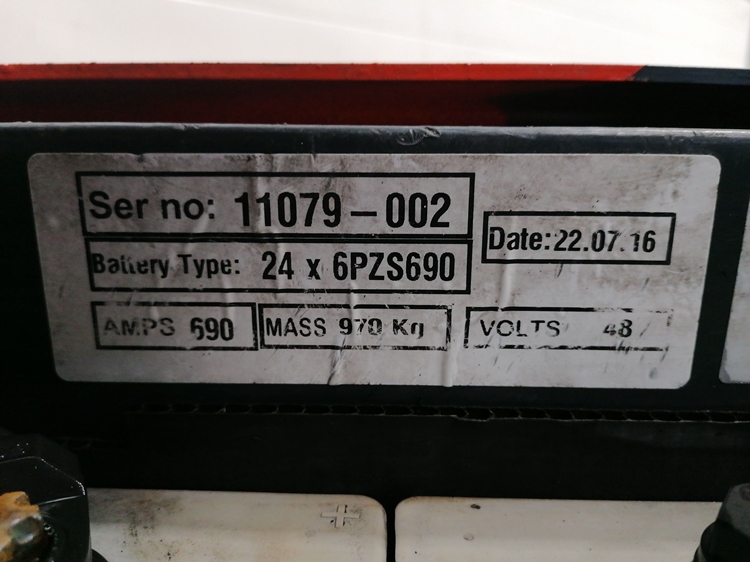 Ser no: 11079-002
Date: 22.07.16
Battery Type: 24 x 6PZS690
AMPS 690 MASS 970 Kg VOLTS 48
+